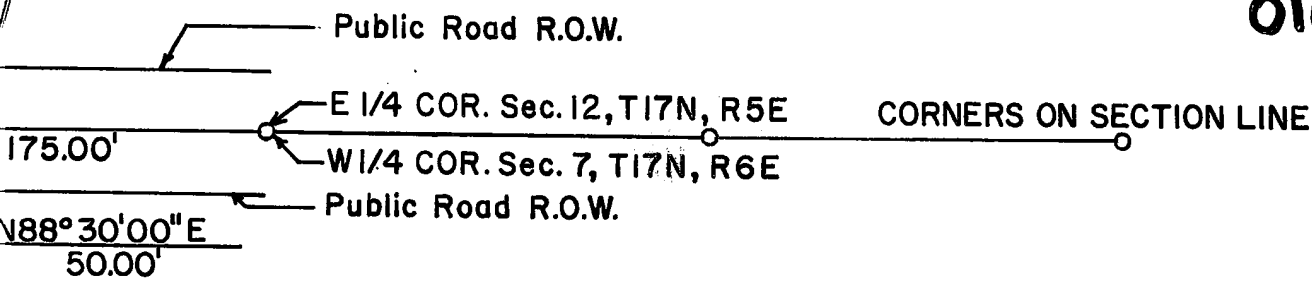 Public Road R.O.W.
E 1/4 COR. Sec. 12, T17N, R5E
CORNERS ON SECTION LINE
175.00'
W 1/4 COR. Sec. 7, T17N, R6E
Public Road R.O.W.
N88°30'00"E
50.00'